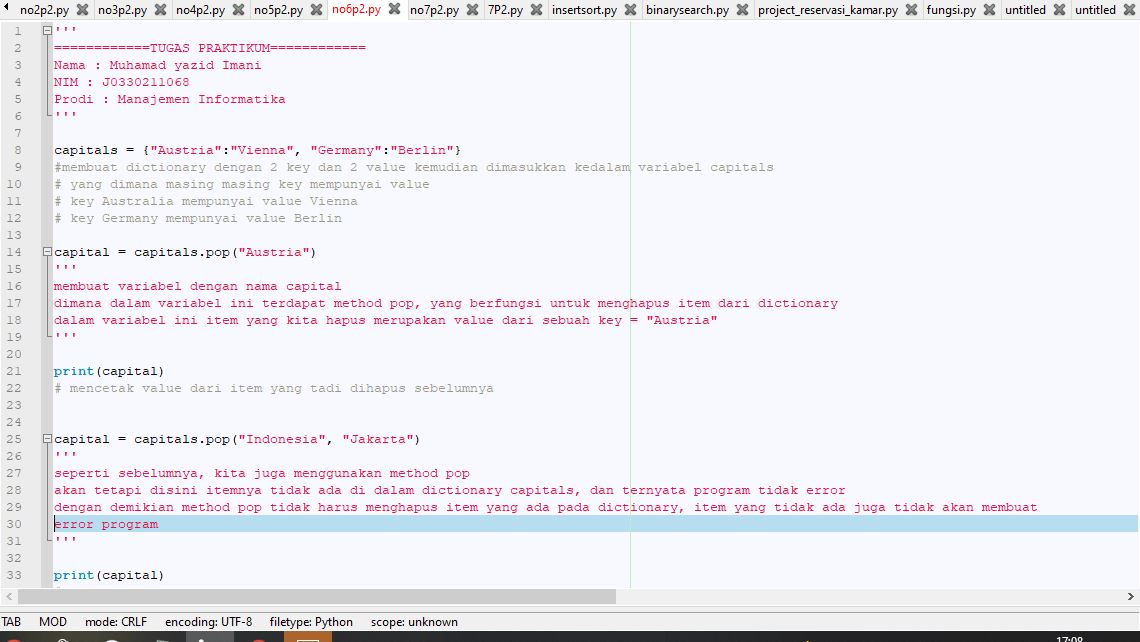 no2p2.py no3p2.py no4p2.py no5p2.py no6p2.py no7p2.py 7P2.py insertsort.py binarysearch.py project_reservasi_kamar.py fungsi.py untitled untitled
1 '''
2 ============TUGAS PRAKTIKUM============
3 Nama : Muhamad yazid Imani
4 NIM : J0330211068
5 Prodi : Manajemen Informatika
6 '''
7
8 capitals = {"Austria":"Vienna", "Germany":"Berlin"}
9 #membuat dictionary dengan 2 key dan 2 value kemudian dimasukkan kedalam variabel capitals
10 # yang dimana masing masing key mempunyai value
11 # key Australia mempunyai value Vienna
12 # key Germany mempunyai value Berlin
13
14 capital = capitals.pop("Austria")
15 '''
16 membuat variabel dengan nama capital
17 dimana dalam variabel ini terdapat method pop, yang berfungsi untuk menghapus item dari dictionary
18 dalam variabel ini item yang kita hapus merupakan value dari sebuah key = "Austria"
19 '''
20
21 print(capital)
22 # mencetak value dari item yang tadi dihapus sebelumnya
23
24
25 capital = capitals.pop("Indonesia", "Jakarta")
26 '''
27 seperti sebelumnya, kita juga menggunakan method pop
28 akan tetapi disini itemnya tidak ada di dalam dictionary capitals, dan ternyata program tidak error
29 dengan demikian method pop tidak harus menghapus item yang ada pada dictionary, item yang tidak ada juga tidak akan membuat
30 error program
31 '''
32
33 print(capital)
TAB MOD mode: CRLF encoding: UTF-8 filetype: Python scope: unknown
17:08